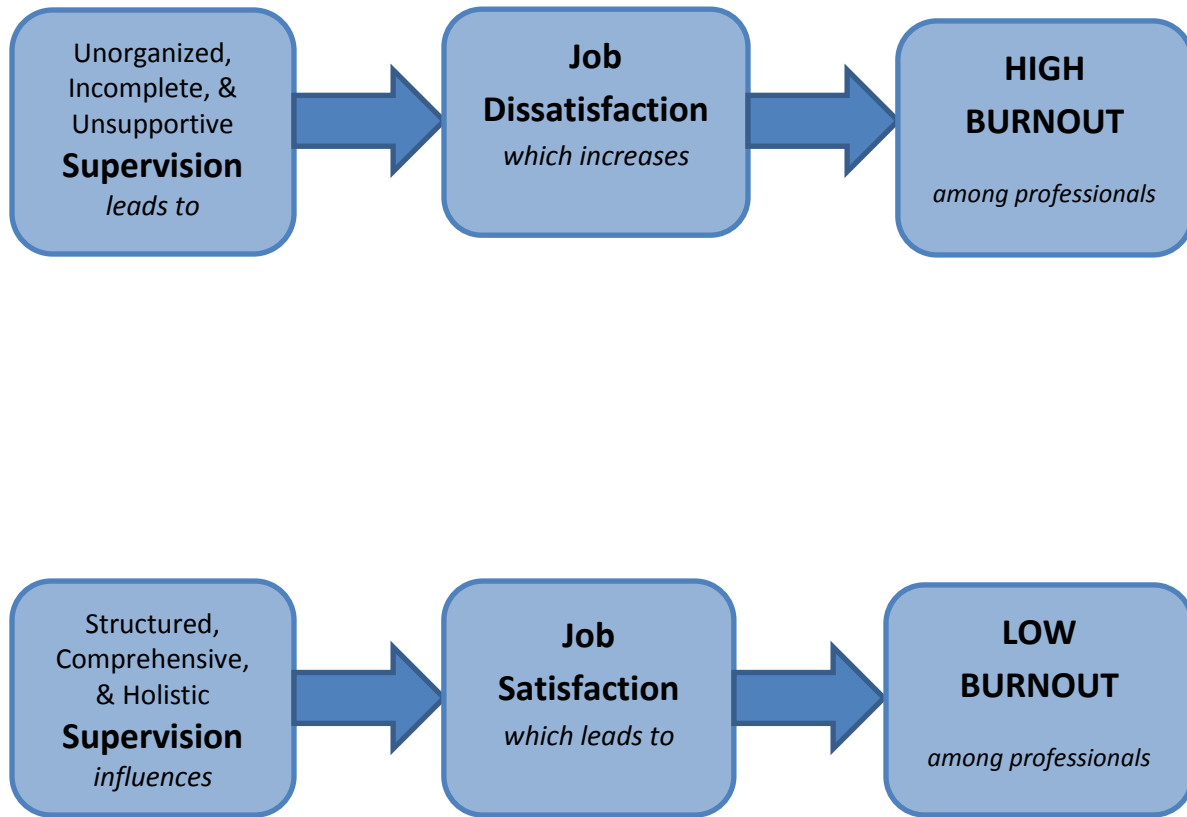 Unorganized,
Incomplete, &
Unsupportive
Supervision
leads to
Job
Dissatisfaction
which increases
HIGH
BURNOUT
among professionals
Structured,
Comprehensive,
& Holistic
Supervision
influences
Job
Satisfaction
which leads to
LOW
BURNOUT
among professionals